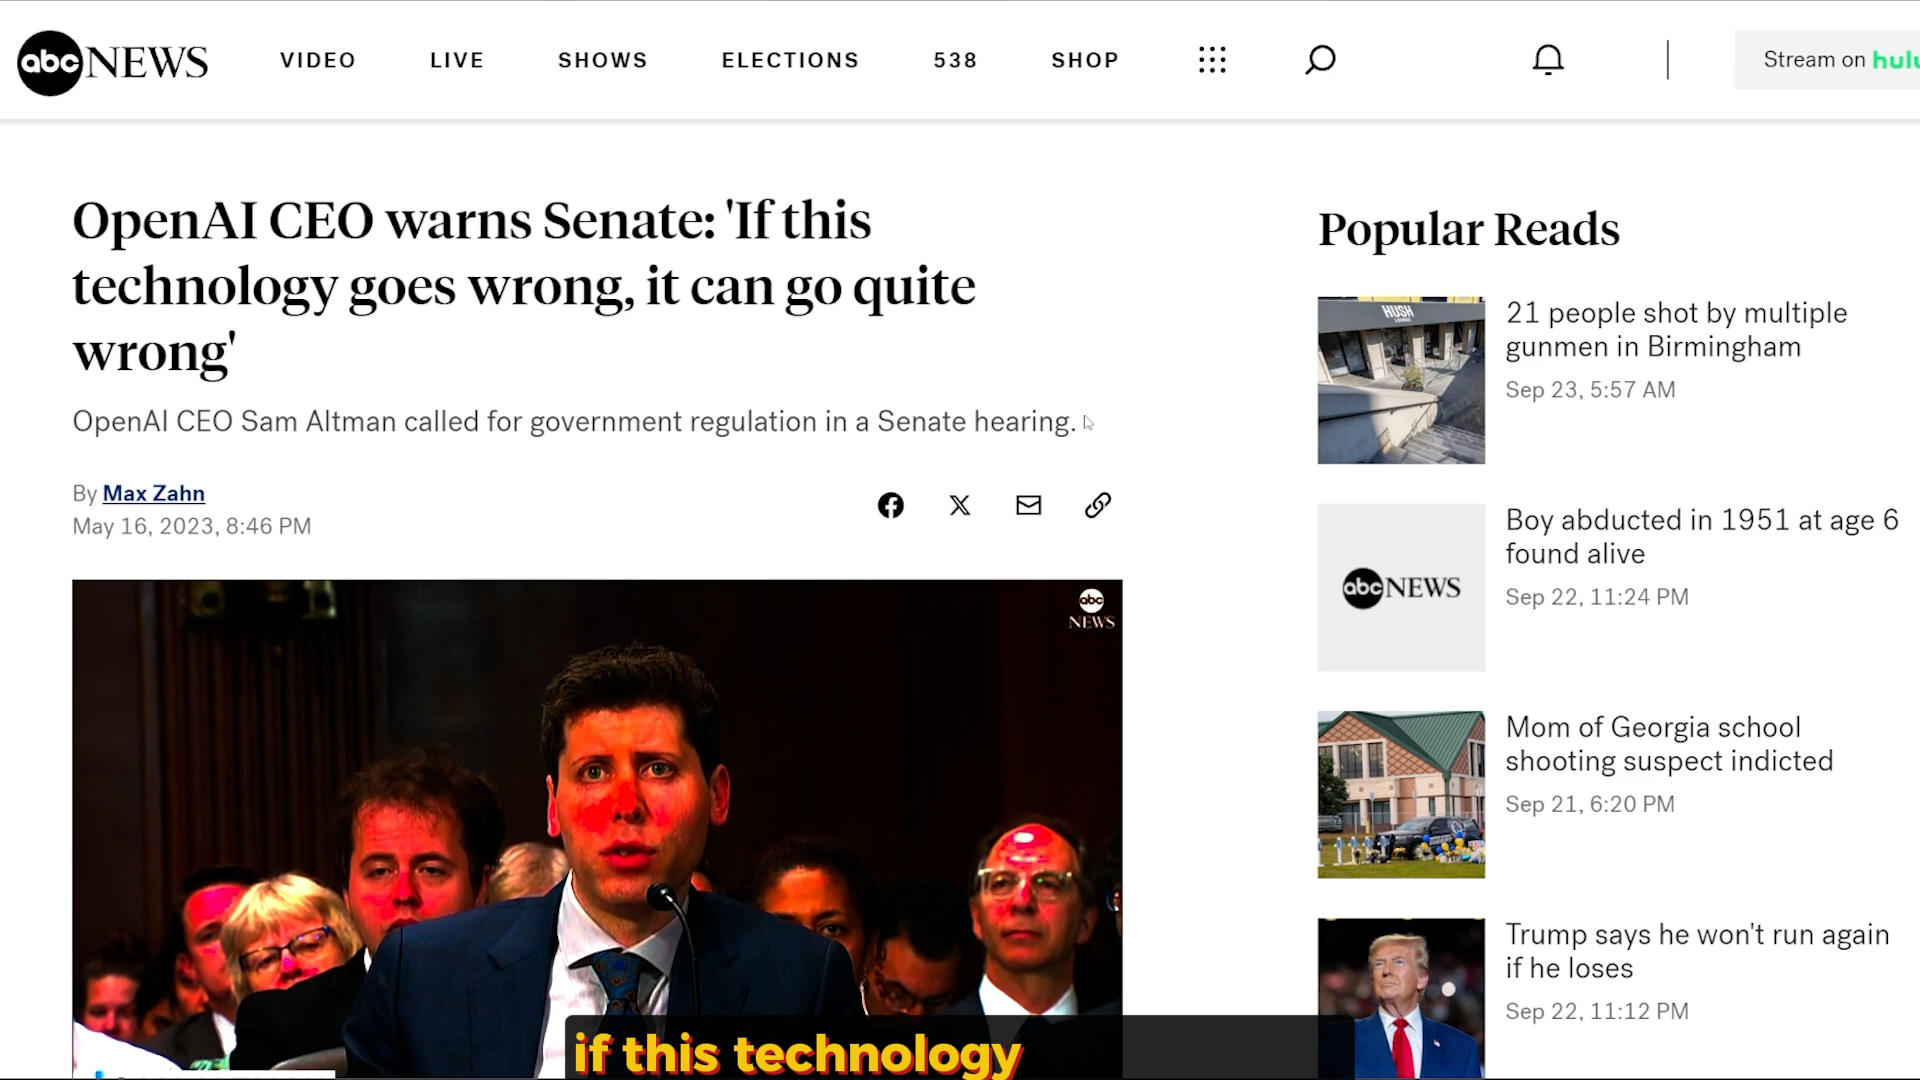 abc NEWS VIDEO LIVE SHOWS ELECTIONS 538 SHOP Stream on hulu
OpenAI CEO warns Senate: 'If this
technology goes wrong, it can go quite
wrong'
OpenAI CEO Sam Altman called for government regulation in a Senate hearing.
By Max Zahn
May 16, 2023, 8:46 PM
abc
NEWS
if this technology
Popular Reads
HUSH
LOUNGE
21 people shot by multiple
gunmen in Birmingham
Sep 23, 5:57 AM
abc NEWS
Boy abducted in 1951 at age 6
found alive
Sep 22, 11:24 PM
Mom of Georgia school
shooting suspect indicted
Sep 21, 6:20 PM
Trump says he won't run again
if he loses
Sep 22, 11:12 PM